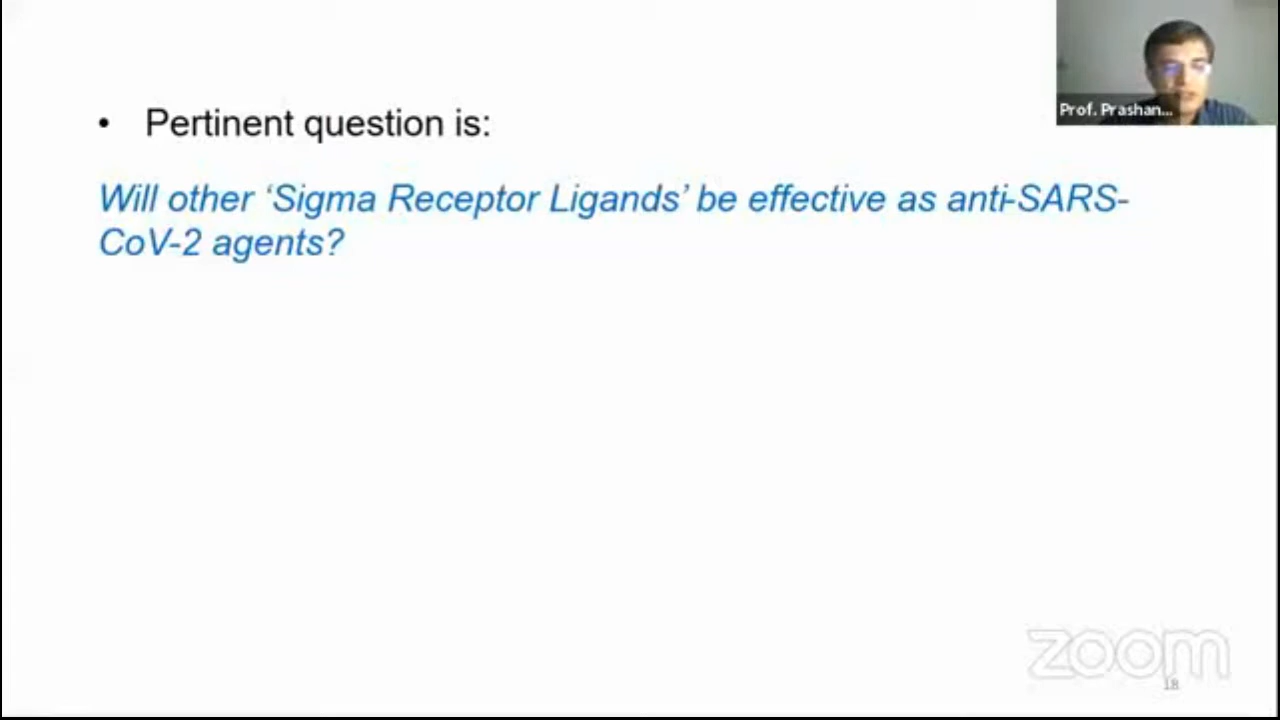 Prof. Prashan...
• Pertinent question is:
Will other ‘Sigma Receptor Ligands’ be effective as anti-SARS-
CoV-2 agents?
zoom
18